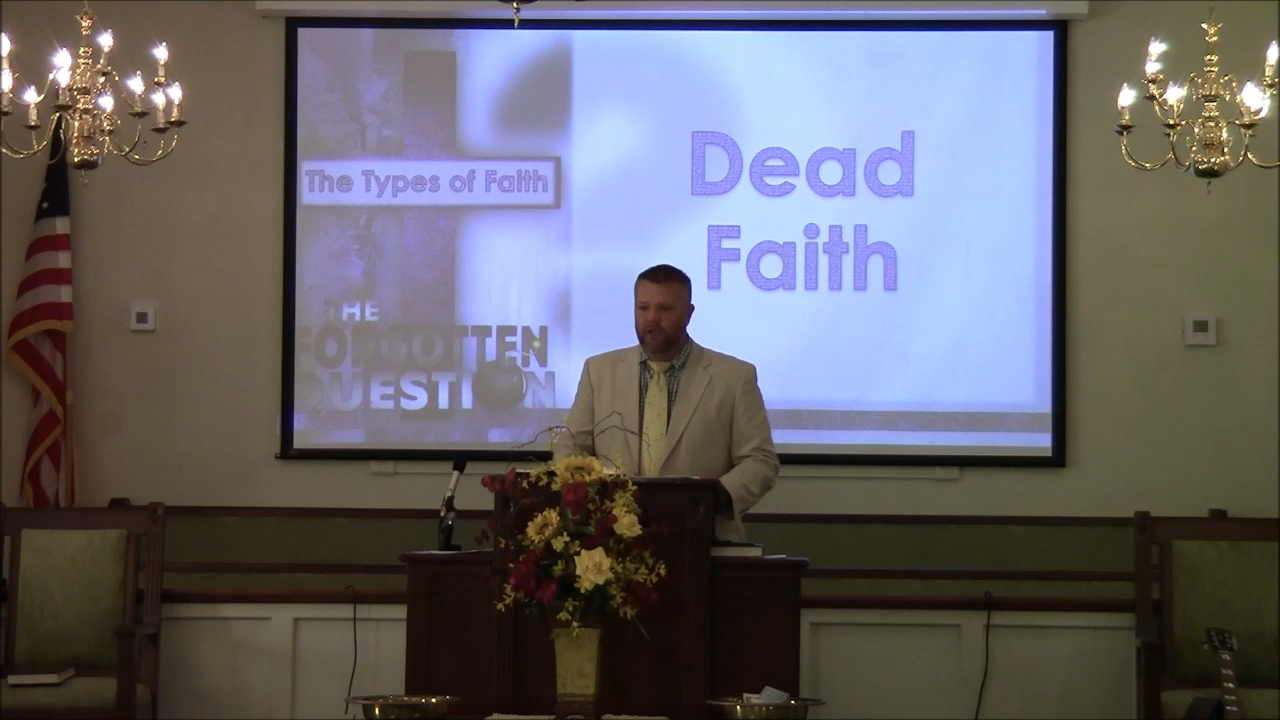 The Types of Faith
THE
FORGOTTEN
QUESTION
Dead
Faith